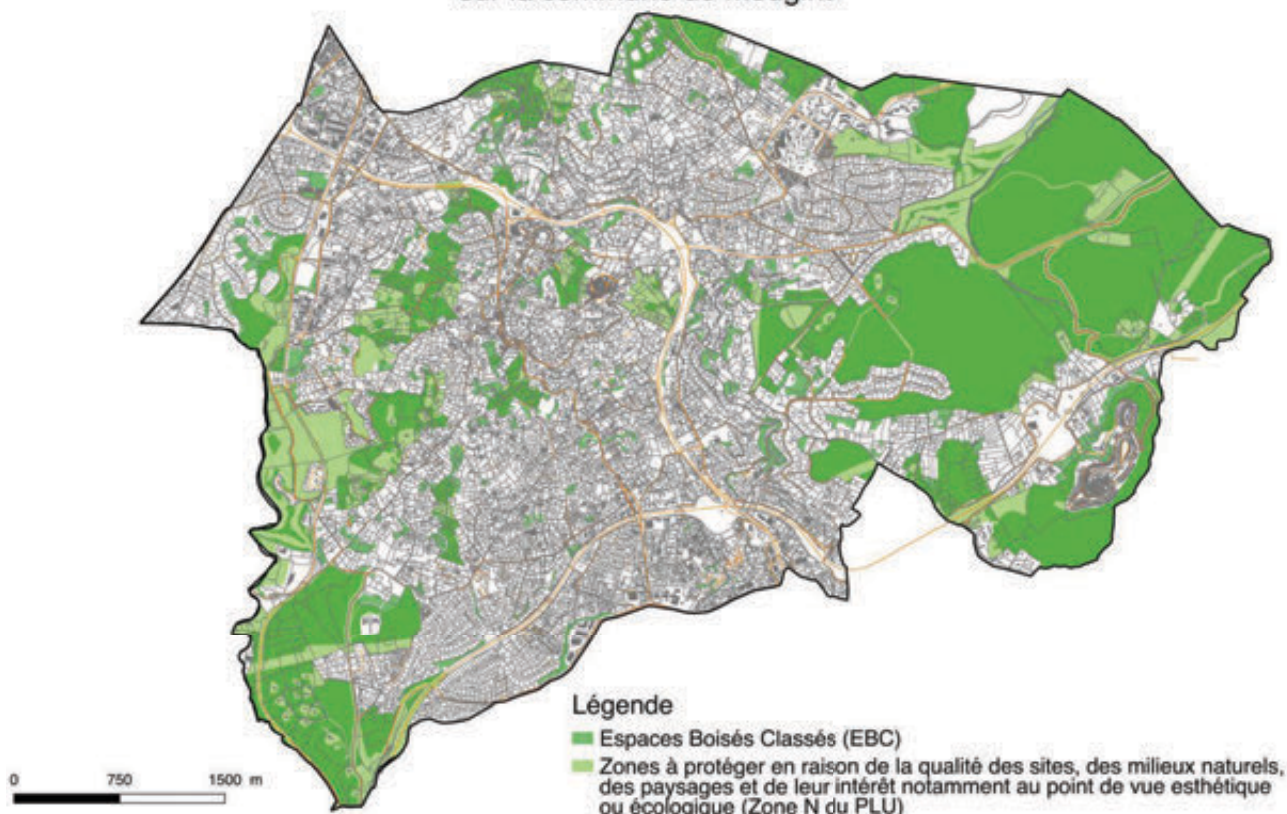 Légende
Espaces Boisés Classés (EBC)
Zones à protéger en raison de la qualité des sites, des milieux naturels,
des paysages et de leur intérêt notamment au point de vue esthétique
ou écologique (Zone N du PLU)
0 750 1500 m